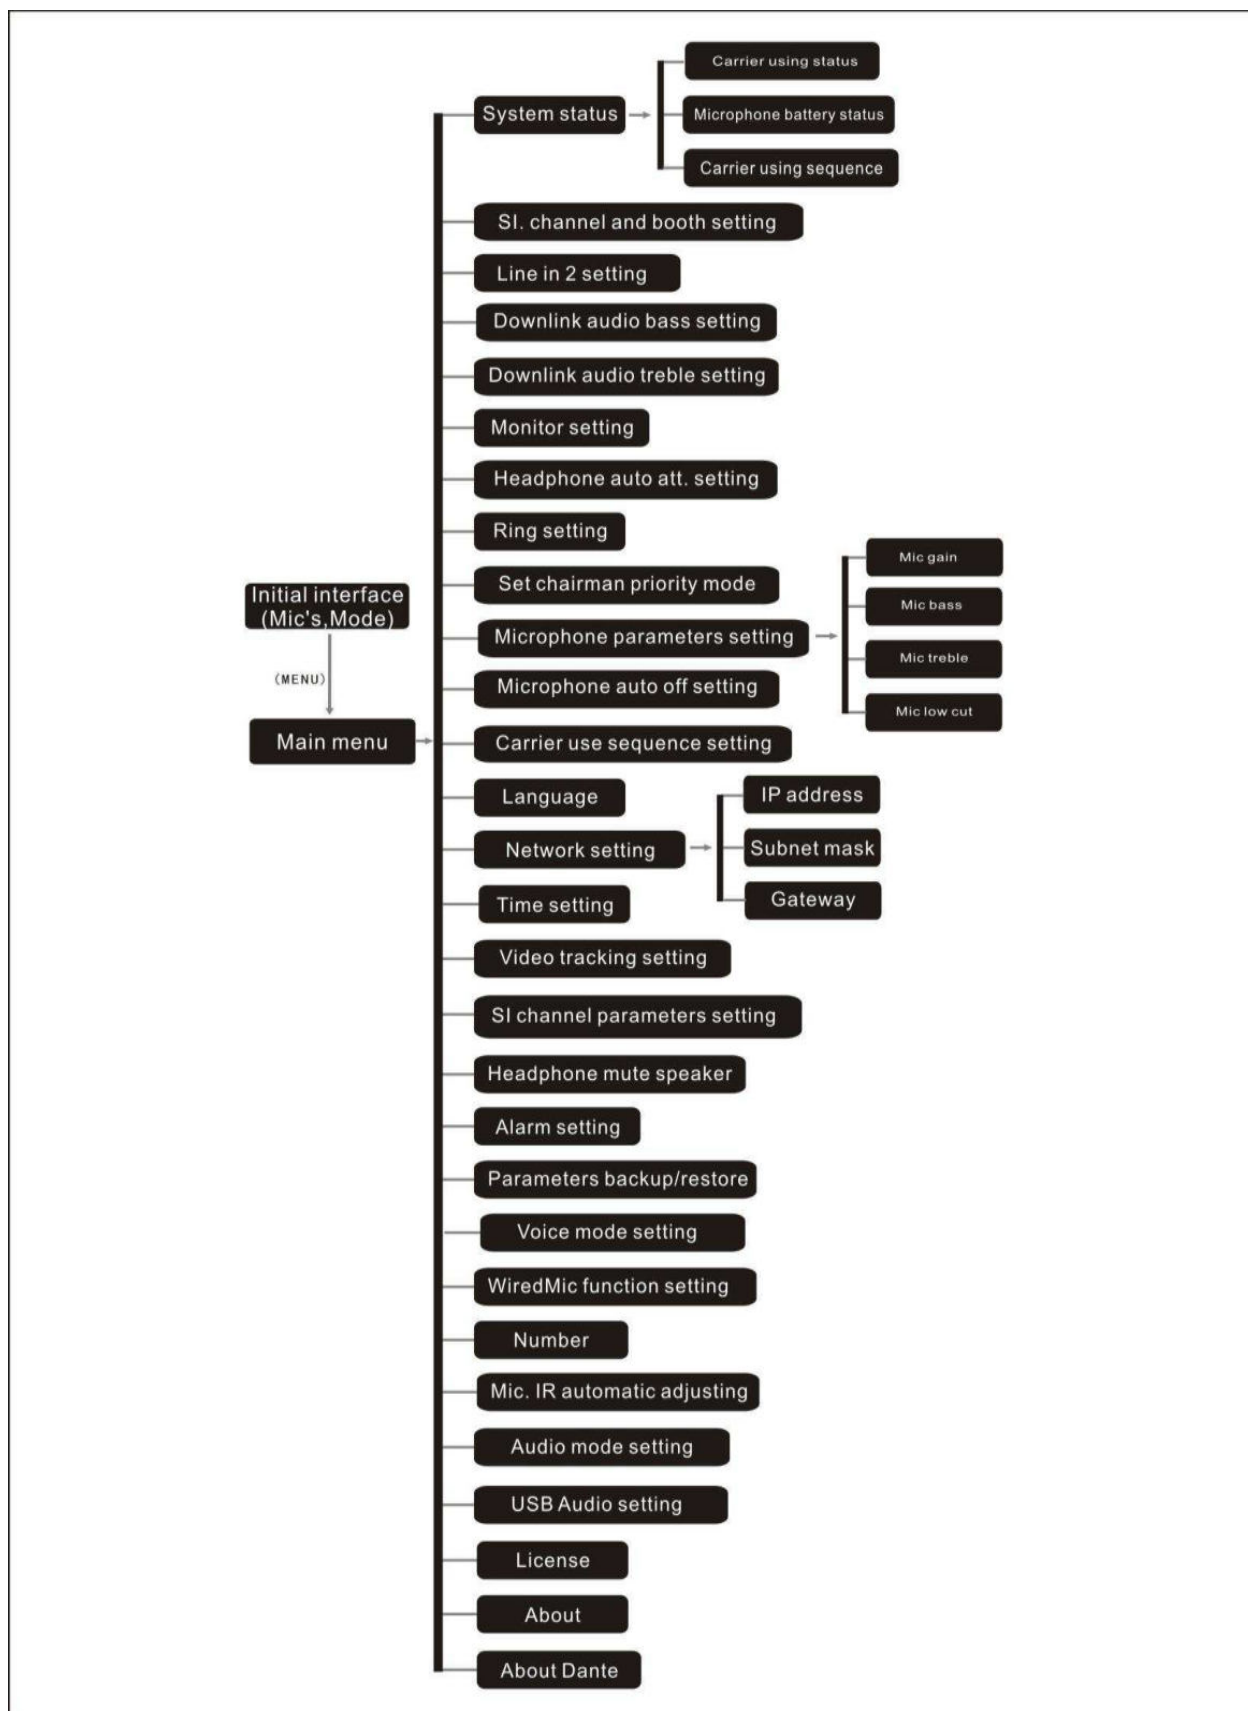 Carrier using status
System status
Microphone battery status
Carrier using sequence
SI. channel and booth setting
Line in 2 setting
Downlink audio bass setting
Downlink audio treble setting
Monitor setting
Headphone auto att. setting
Ring setting
Mic gain
Set chairman priority mode
Initial interface
(Mic's,Mode)
Mic bass
Microphone parameters setting
Mic treble
(MENU)
Microphone auto off setting
Mic low cut
Main menu
Carrier use sequence setting
Language
IP address
Network setting
Subnet mask
Time setting
Gateway
Video tracking setting
SI channel parameters setting
Headphone mute speaker
Alarm setting
Parameters backup/restore
Voice mode setting
WiredMic function setting
Number
Mic. IR automatic adjusting
Audio mode setting
USB Audio setting
License
About
About Dante